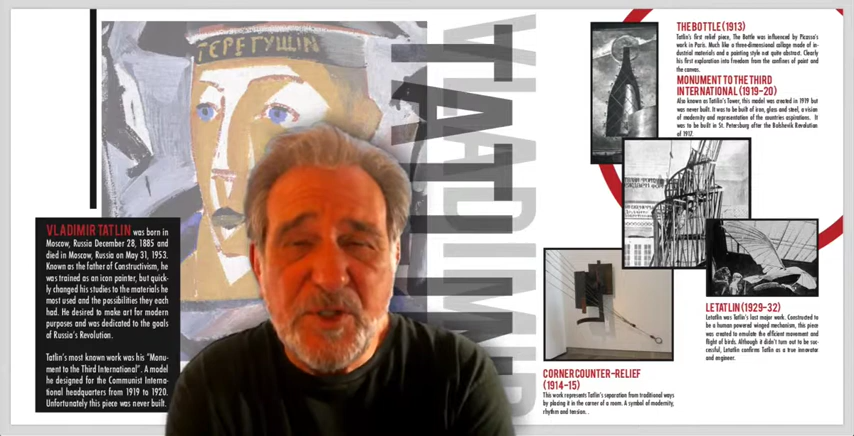 ТЕРЕГУШІН
VLADIMIR
TATLIN
VLADIMIR TATLIN was born in
Moscow, Russia December 28, 1885 and
died in Moscow, Russia on May 31, 1953.
Known as the father of Constructivism, he
was trained as an icon painter, but quick-
ly changed his studies to the materials he
most used and the possibilities they each
had. He desired to make art for modern
purposes and was dedicated to the goals
of Russia's Revolution.
Tatlin's most known work was his "Monu-
ment to the Third International". A model
he designed for the Communist Interna-
tional headquarters from 1919 to 1920.
Unfortunately this piece was never built.
THE BOTTLE (1913)
Tatlin's first relief piece, The Bottle was influenced by Picasso's
work in Paris. Much like a three-dimensional collage made of in-
dustrial materials and a painting style not quite abstract. Clearly
his first exploration into freedom from the confines of paint and
the canvas.
MONUMENT TO THE THIRD
INTERNATIONAL (1919-20)
Also known as Tatilin's Tower, this model was created in 1919 but
was never built. It was to be built of iron, glass and steel, a vision
of modernity and representation of the countries aspirations. It
was to be built in St. Petersburg after the Bolshevik Revolution
of 1917.
LETATLIN (1929-32)
Letatlin was Tatlin's last major work. Constructed to
be a human powered winged mechanism, this piece
was created to emulate the efficient movement and
flight of birds. Although it didn't turn out to be suc-
cessful, Letatlin confirms Tatlin as a true innovator
and engineer.
CORNER COUNTER-RELIEF
(1914-15)
This work represents Tatlin's separation from traditional ways
by placing it in the corner of a room. A symbol of modernity,
rhythm and tension. .